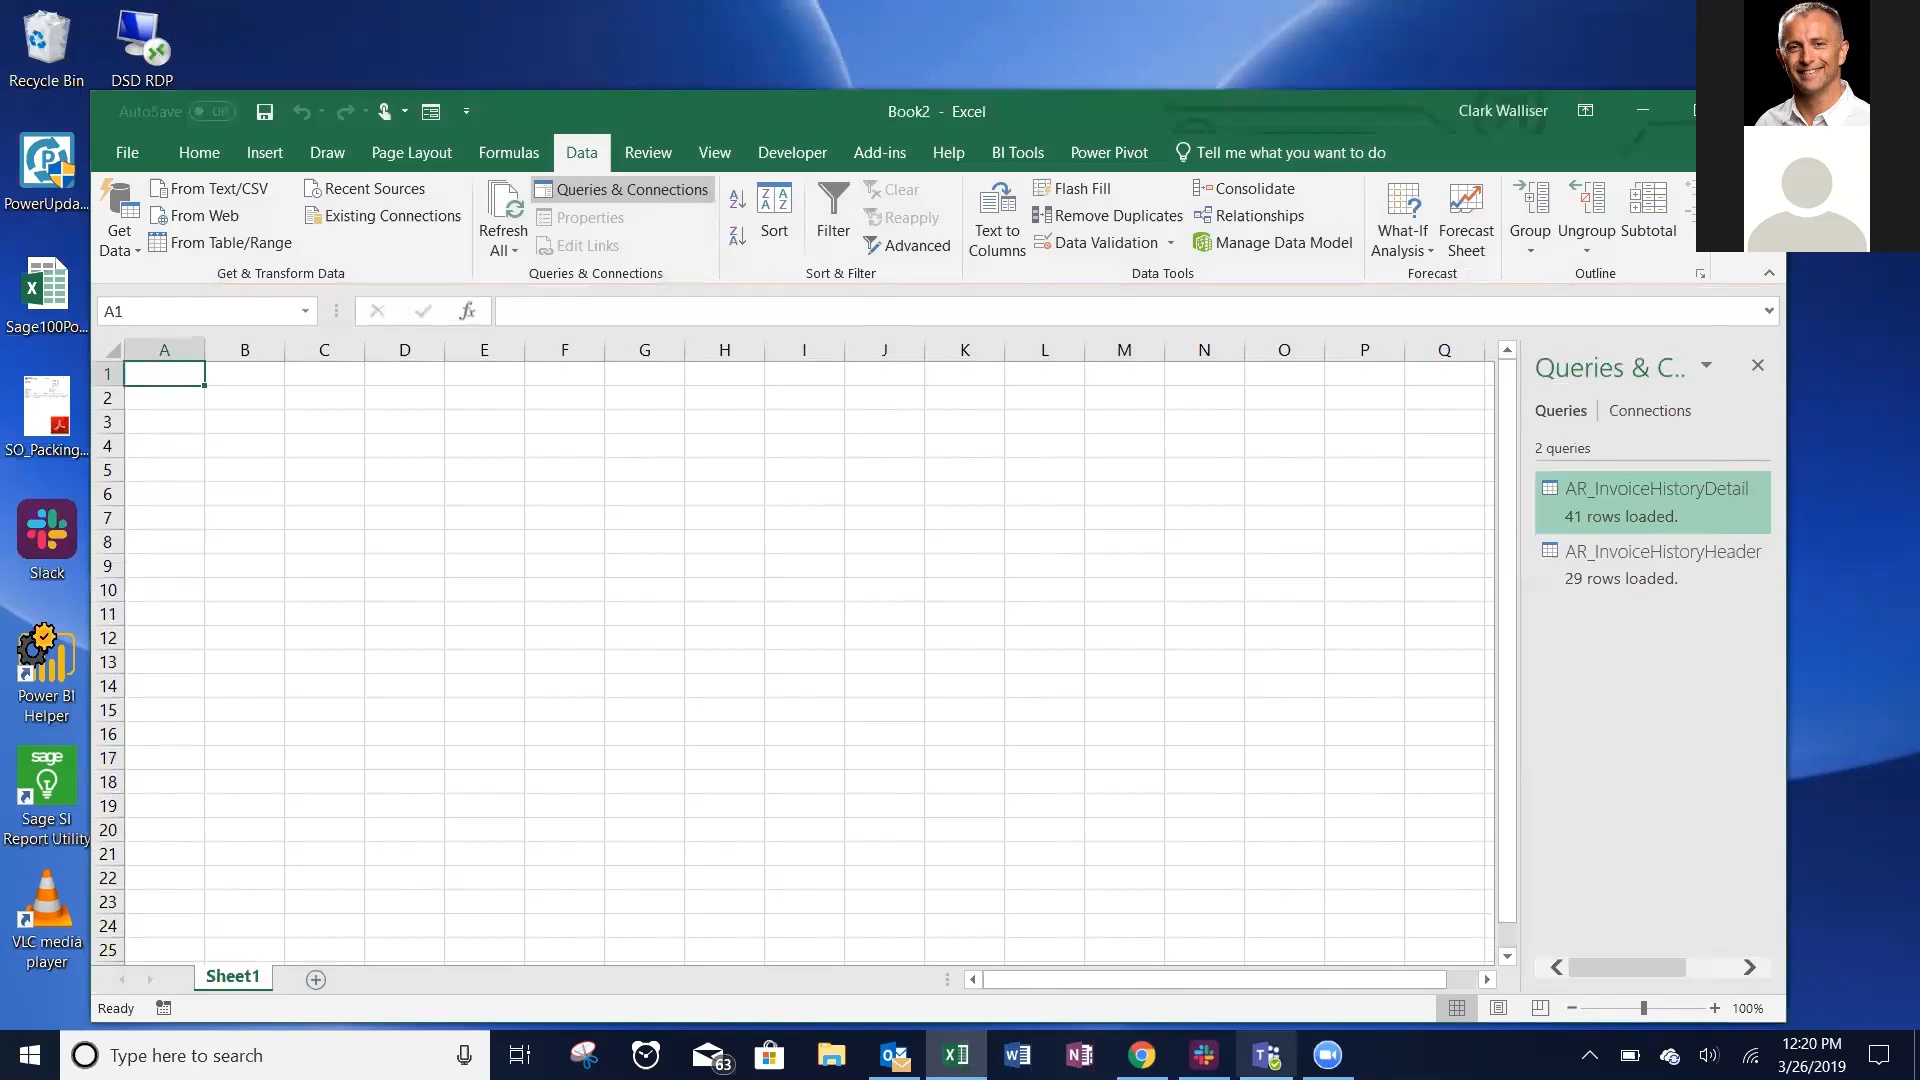 Recycle Bin
DSD RDP
PowerUpda...
Sage100Po...
SO_Packing...
Slack
Power BI
Helper
sage
Sage SI
Report Utility
VLC media
player
AutoSave Off
Book2 - Excel
Clark Walliser
File Home Insert Draw Page Layout Formulas Data Review View Developer Add-ins Help BI Tools Power Pivot Tell me what you want to do
Get
Data
From Text/CSV
From Web
From Table/Range
Recent Sources
Existing Connections
Get & Transform Data
Refresh
All
Queries & Connections
Properties
Edit Links
Queries & Connections
Sort
Filter
Clear
Reapply
Advanced
Sort & Filter
Text to
Columns
Flash Fill
Remove Duplicates
Data Validation
Consolidate
Relationships
Manage Data Model
Data Tools
What-If
Analysis
Forecast
Sheet
Forecast
Group
Ungroup
Subtotal
Outline
A1
fx
A B C D E F G H I J K L M N O P Q
1
2
3
4
5
6
7
8
9
10
11
12
13
14
15
16
17
18
19
20
21
22
23
24
25
Queries & C..
Queries | Connections
2 queries
AR_InvoiceHistoryDetail
41 rows loaded.
AR_InvoiceHistoryHeader
29 rows loaded.
Sheet1
Ready
100%
Type here to search
63
12:20 PM
3/26/2019